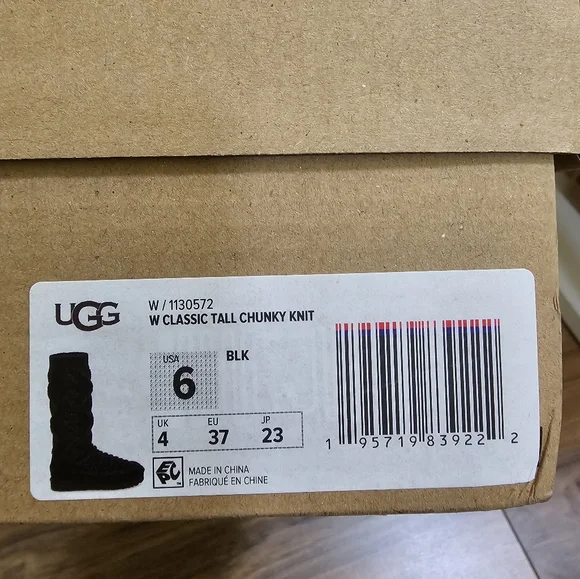 UGG
W / 1130572
W CLASSIC TALL CHUNKY KNIT
USA
6
BLK
UK
4
EU
37
JP
23
EPC
MADE IN CHINA
FABRIQUÉ EN CHINE
1 95719 83922 2